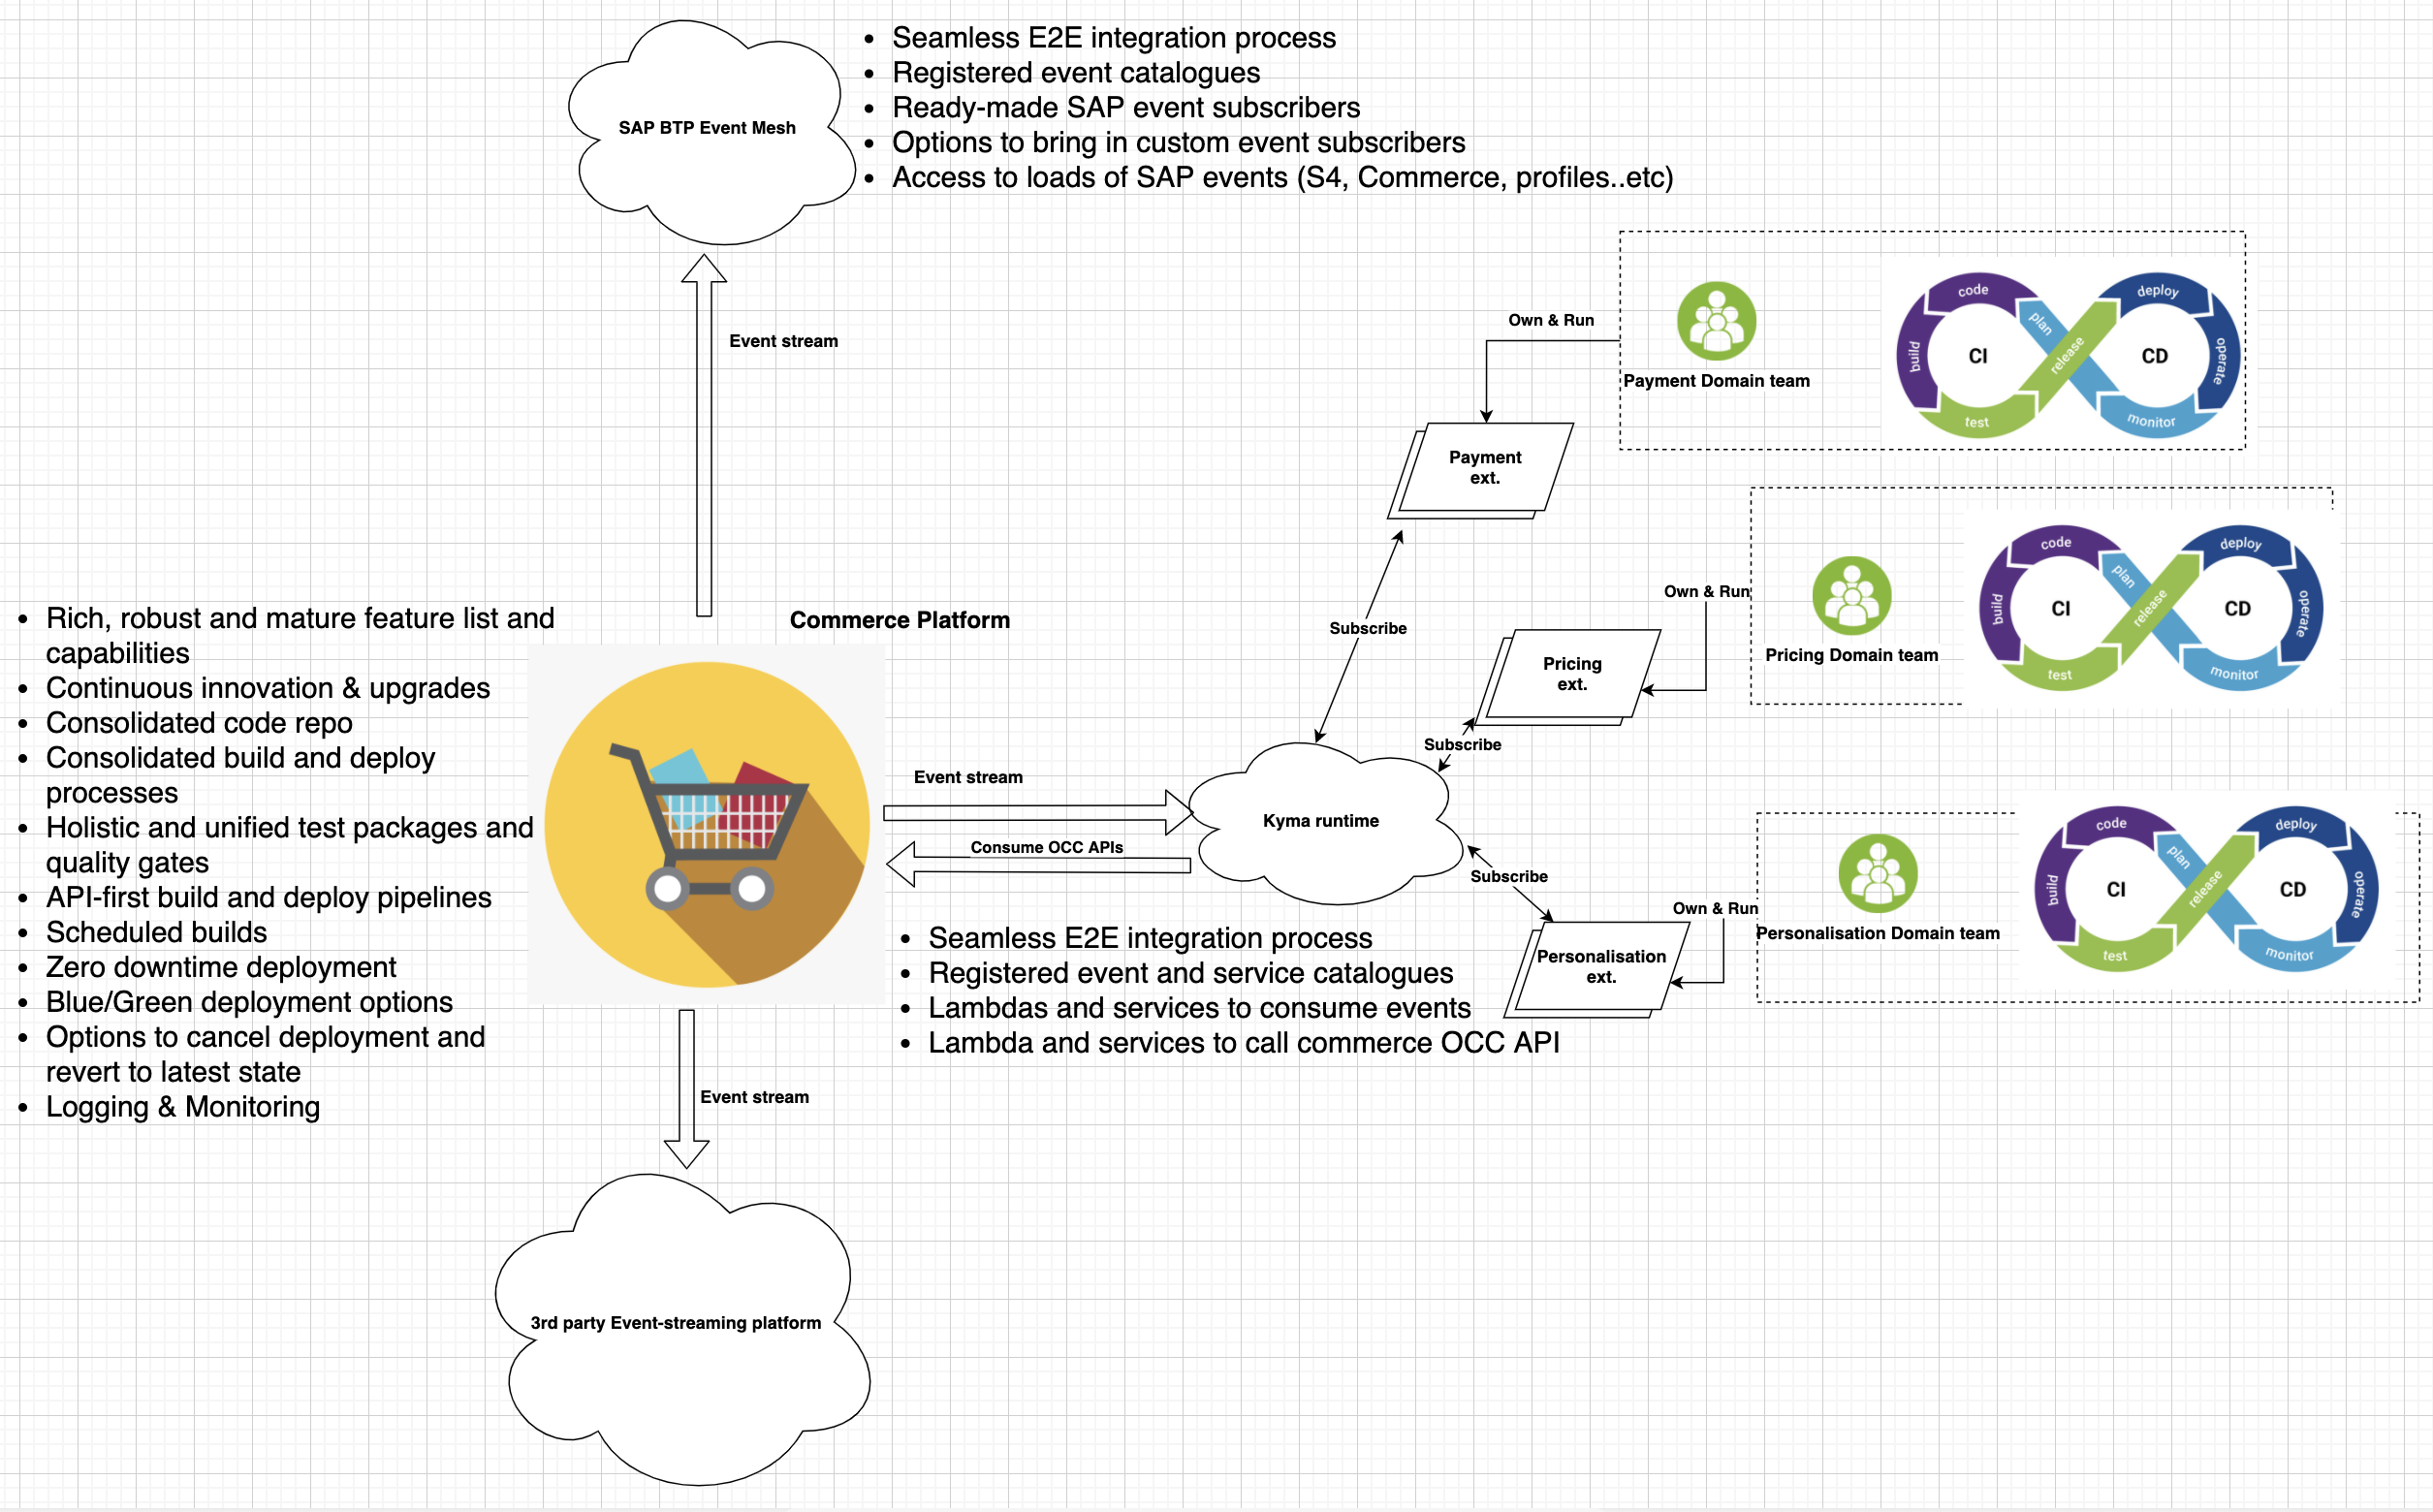 SAP BTP Event Mesh
Seamless E2E integration process
Registered event catalogues
Ready-made SAP event subscribers
Options to bring in custom event subscribers
Access to loads of SAP events (S4, Commerce, profiles..etc)
Event stream
Own & Run
Payment Domain team
code
build
CI
test
plan
release
deploy
CD
operate
monitor
Payment
ext.
Subscribe
Own & Run
Pricing Domain team
code
build
CI
test
plan
release
deploy
CD
operate
monitor
Pricing
ext.
Subscribe
Commerce Platform
Rich, robust and mature feature list and
capabilities
Continuous innovation & upgrades
Consolidated code repo
Consolidated build and deploy
processes
Holistic and unified test packages and
quality gates
API-first build and deploy pipelines
Scheduled builds
Zero downtime deployment
Blue/Green deployment options
Options to cancel deployment and
revert to latest state
Logging & Monitoring
Event stream
Kyma runtime
Consume OCC APIs
Subscribe
Own & Run
Personalisation Domain team
code
build
CI
test
plan
release
deploy
CD
operate
monitor
Personalisation
ext.
Seamless E2E integration process
Registered event and service catalogues
Lambdas and services to consume events
Lambda and services to call commerce OCC API
Event stream
3rd party Event-streaming platform